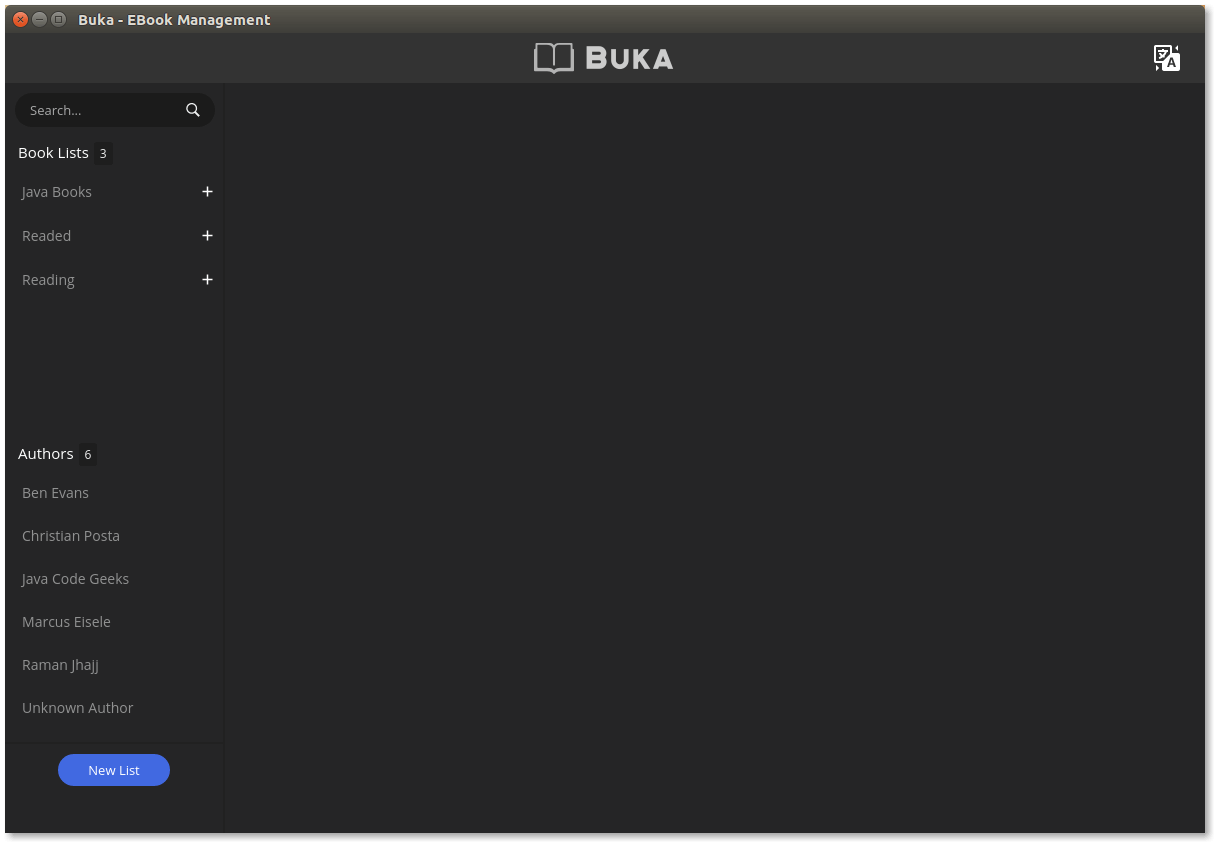 Buka - EBook Management
BUKA
Search...
Book Lists 3
Java Books +
Readed +
Reading +
Authors 6
Ben Evans
Christian Posta
Java Code Geeks
Marcus Eisele
Raman Jhajj
Unknown Author
New List